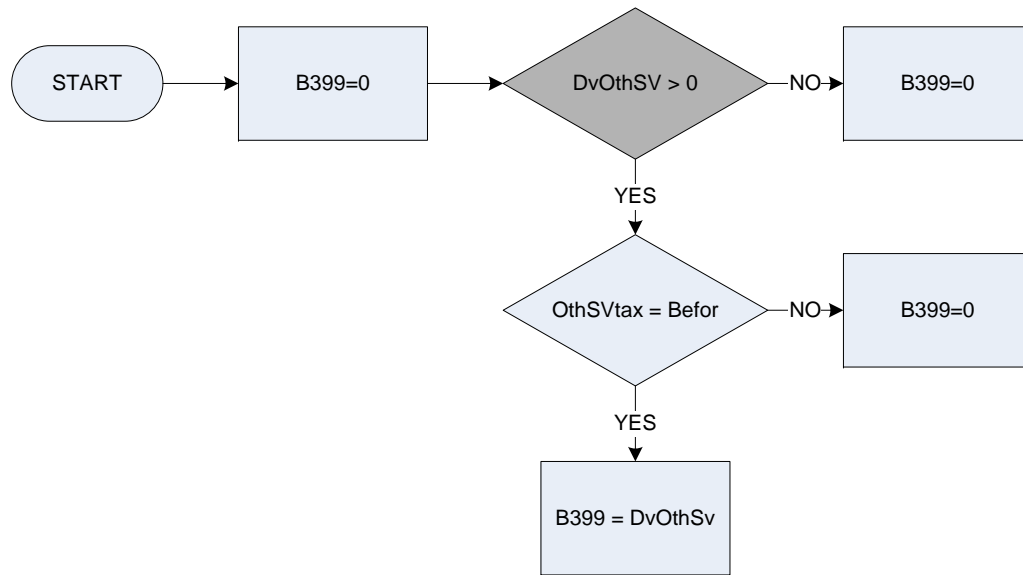 START
B399=0
DvOthSV > 0
NO
B399=0
YES
OthSVtax = Befor
NO
B399=0
YES
B399 = DvOthSv